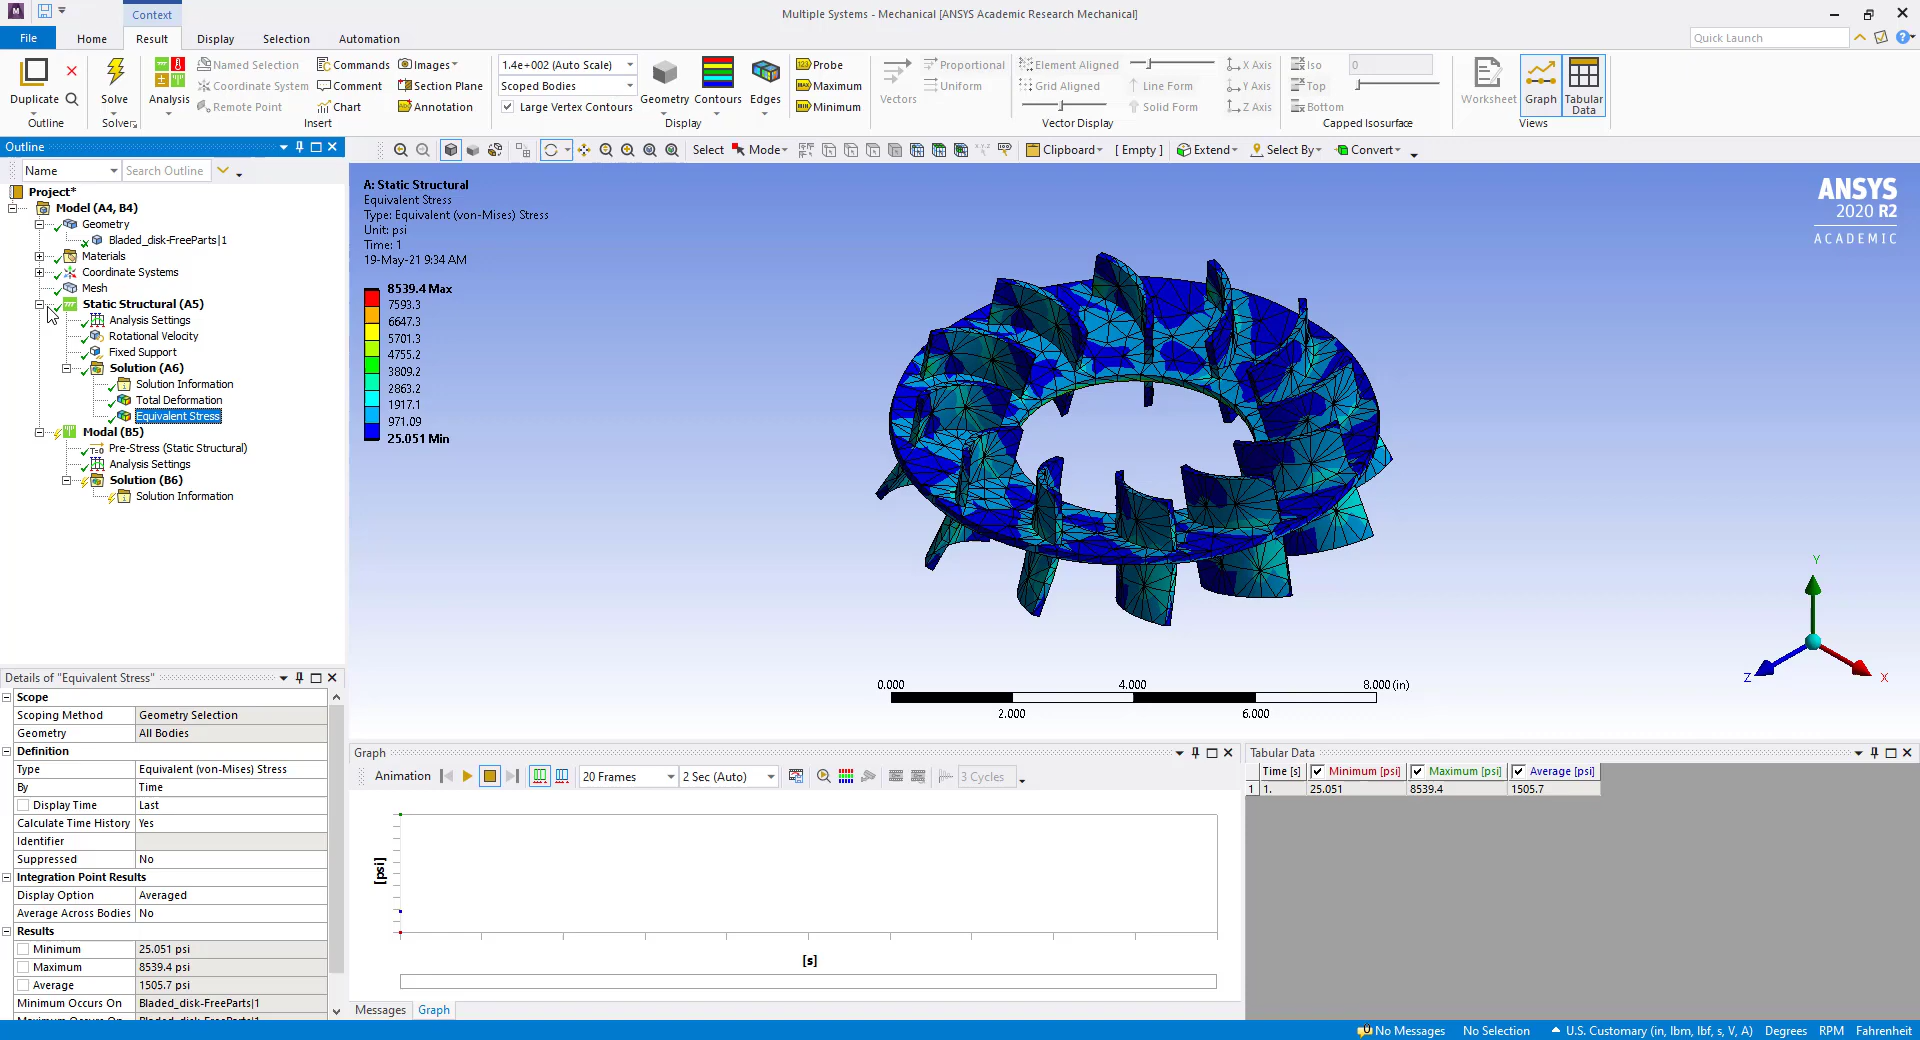 Context
Multiple Systems - Mechanical [ANSYS Academic Research Mechanical]
File
Home
Result
Display
Selection
Automation
Quick Launch
Duplicate
Outline
Solve
Solver
Analysis
Named Selection
Coordinate System
Remote Point
Commands
Comment
Chart
Images
Section Plane
Annotation
Insert
1.4e+002 (Auto Scale)
Scoped Bodies
Large Vertex Contours
Geometry
Contours
Edges
Display
Probe
Maximum
Minimum
Vectors
Proportional
Uniform
Element Aligned
Grid Aligned
Line Form
Solid Form
X Axis
Y Axis
Z Axis
Vector Display
Iso
Top
Bottom
0
Capped Isosurface
Worksheet
Graph
Tabular
Data
Views
Outline
Name
Search Outline
Select
Mode
Clipboard
[ Empty ]
Extend
Select By
Convert
Project*
Model (A4, B4)
Geometry
Bladed_disk-FreeParts|1
Materials
Coordinate Systems
Mesh
Static Structural (A5)
Analysis Settings
Rotational Velocity
Fixed Support
Solution (A6)
Solution Information
Total Deformation
Equivalent Stress
Modal (B5)
Pre-Stress (Static Structural)
Analysis Settings
Solution (B6)
Solution Information
A: Static Structural
Equivalent Stress
Type: Equivalent (von-Mises) Stress
Unit: psi
Time: 1
19-May-21 9:34 AM
8539.4 Max
7593.3
6647.3
5701.3
4755.2
3809.2
2863.2
1917.1
971.09
25.051 Min
ANSYS
2020 R2
ACADEMIC
Y
Z
X
0.000
4.000
8.000 (in)
2.000
6.000
Details of "Equivalent Stress"
Scope
Scoping Method
Geometry Selection
Geometry
All Bodies
Definition
Type
Equivalent (von-Mises) Stress
By
Time
Display Time
Last
Calculate Time History
Yes
Identifier
Suppressed
No
Integration Point Results
Display Option
Averaged
Average Across Bodies
No
Results
Minimum
25.051 psi
Maximum
8539.4 psi
Average
1505.7 psi
Minimum Occurs On
Bladed_disk-FreeParts|1
Graph
Animation
20 Frames
2 Sec (Auto)
3 Cycles
[psi]
[s]
Messages
Graph
Tabular Data
Time [s]
Minimum [psi]
Maximum [psi]
Average [psi]
1
1.
25.051
8539.4
1505.7
No Messages
No Selection
U.S. Customary (in, lbm, lbf, s, V, A)
Degrees
RPM
Fahrenheit